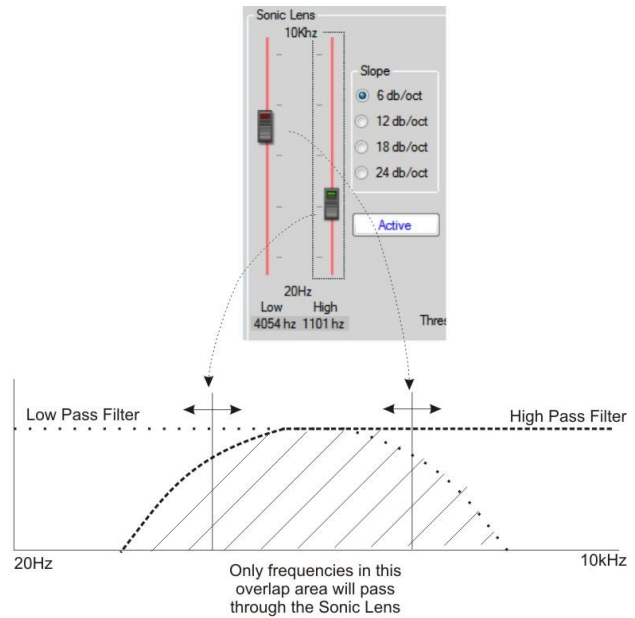 Sonic Lens
10Khz
Slope
6 db/oct
12 db/oct
18 db/oct
24 db/oct
Active
20Hz
Low High
4054 hz 1101 hz
Thres
Low Pass Filter
High Pass Filter
20Hz
10kHz
Only frequencies in this
overlap area will pass
through the Sonic Lens